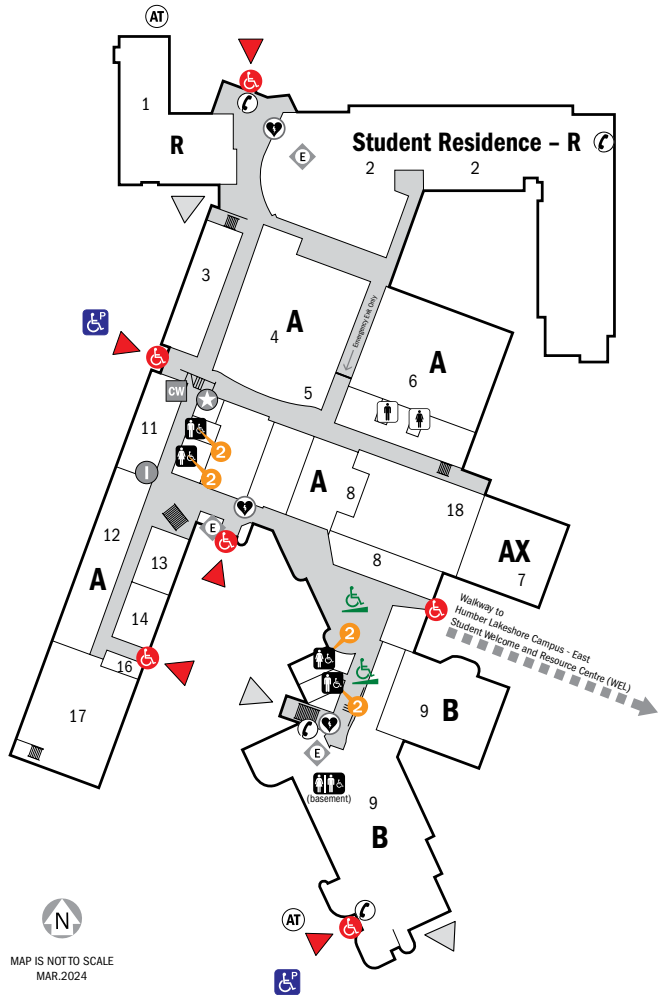 AT
1
R
E
Student Residence – R
2
2
3
P
A
4
Emergency Exit Only
A
6
5
CW
11
2
2
I
A
8
18
12
E
13
8
AX
7
A
14
Walkway to
Humber Lakeshore Campus - East
Student Welcome and Resource Centre (WEL)
2
16
17
2
9
B
E
(basement)
9
B
AT
N
P
MAP IS NOT TO SCALE
MAR.2024